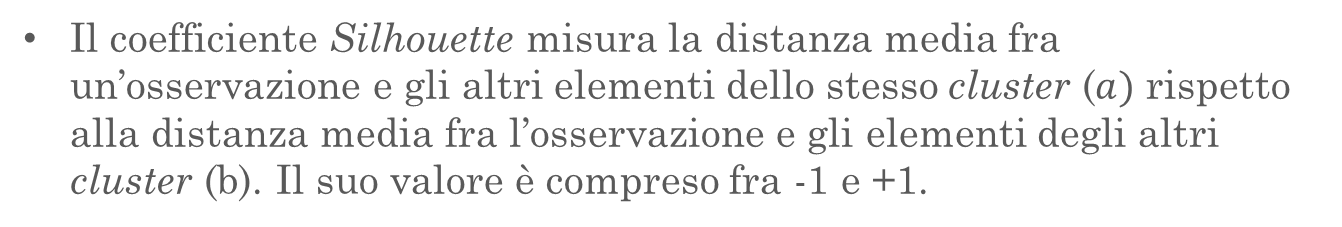 • Il coefficiente Silhouette misura la distanza media fra
un’osservazione e gli altri elementi dello stesso cluster (a) rispetto
alla distanza media fra l’osservazione e gli elementi degli altri
cluster (b). Il suo valore è compreso fra -1 e +1.